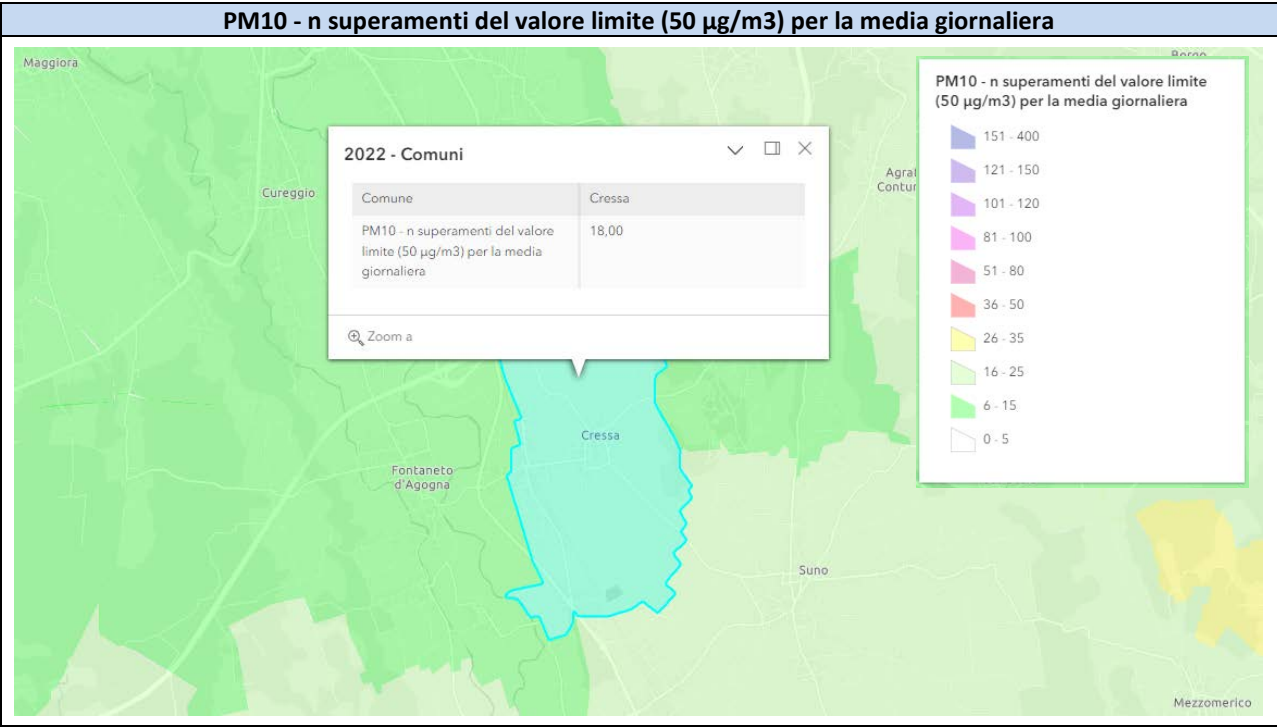 PM10 - n superamenti del valore limite (50 µg/m3) per la media giornaliera
Maggiora
PM10 - n superamenti del valore limite
(50 µg/m3) per la media giornaliera
151 - 400
121 - 150
101 - 120
81 - 100
51 - 80
36 - 50
26 - 35
16 - 25
6 - 15
0 - 5
2022 - Comuni
Comune Cressa
PM10 - n superamenti del valore 18,00
limite (50 µg/m3) per la media
giornaliera
Zoom a
Cureggio
Cressa
Fontaneto
d'Agogna
Suno
Mezzomerico